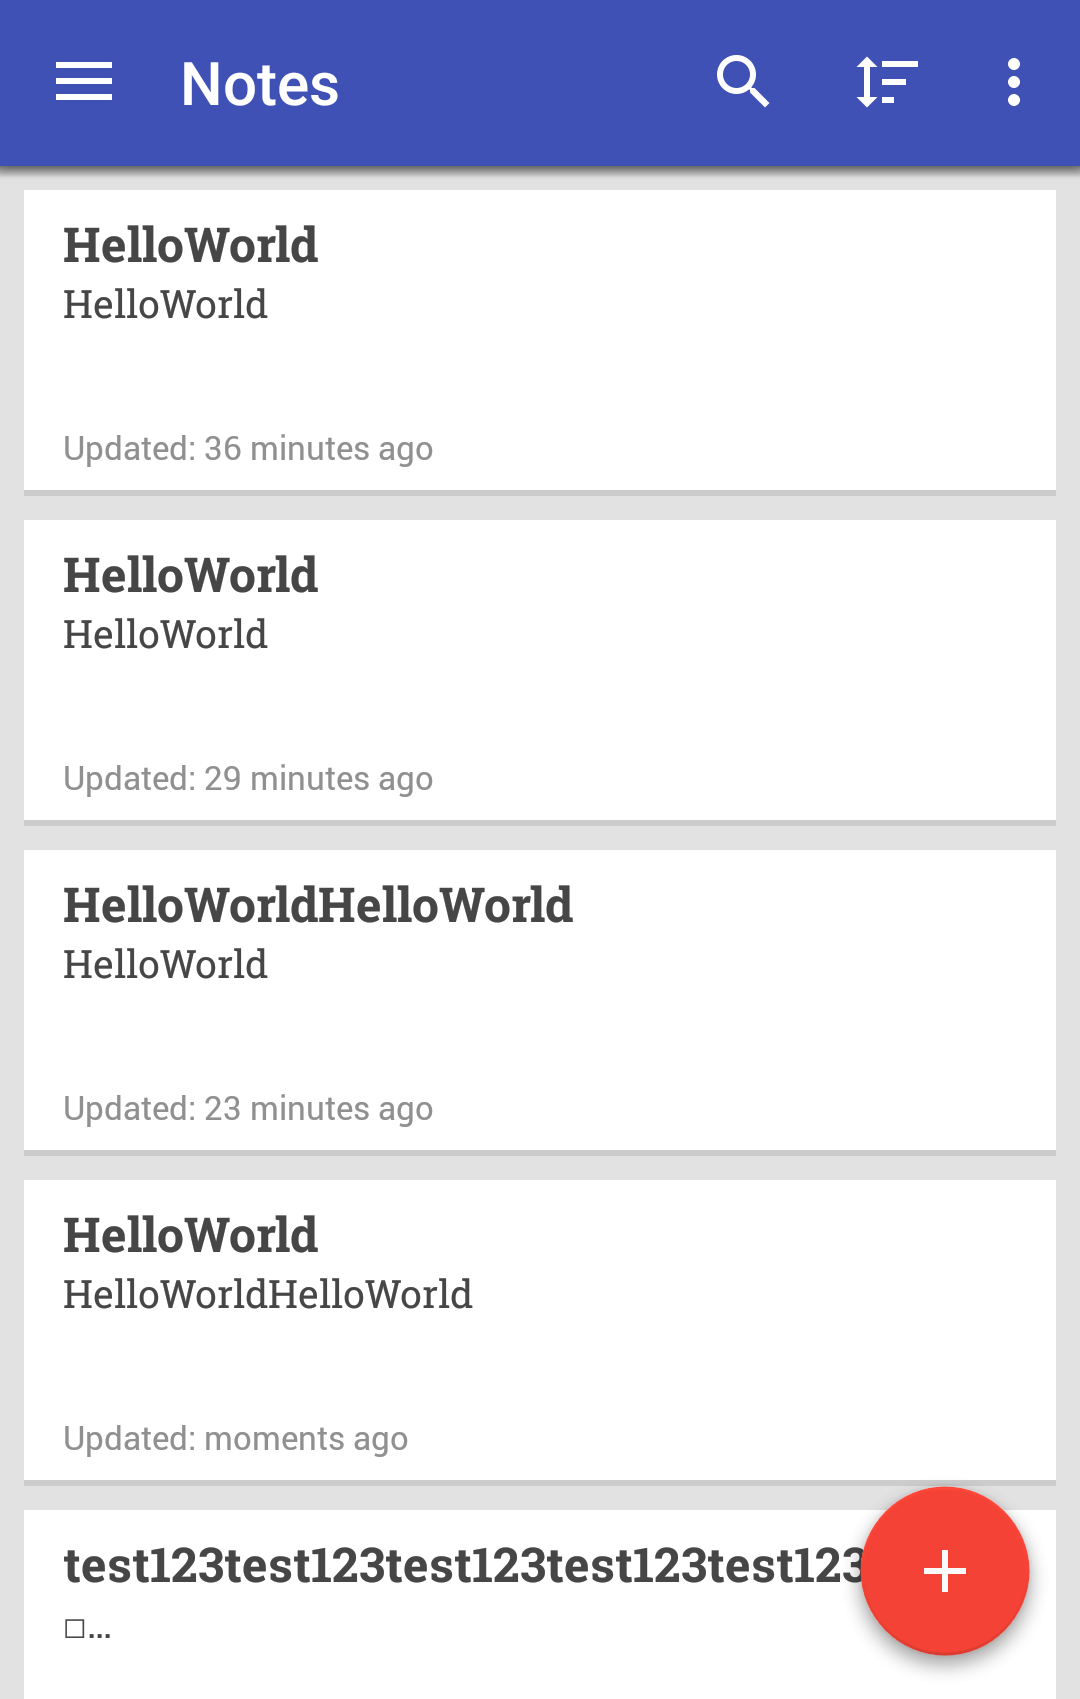 Notes
HelloWorld
HelloWorld
Updated: 36 minutes ago
HelloWorld
HelloWorld
Updated: 29 minutes ago
HelloWorldHelloWorld
HelloWorld
Updated: 23 minutes ago
HelloWorld
HelloWorldHelloWorld
Updated: moments ago
test123test123test123test123test123
□...